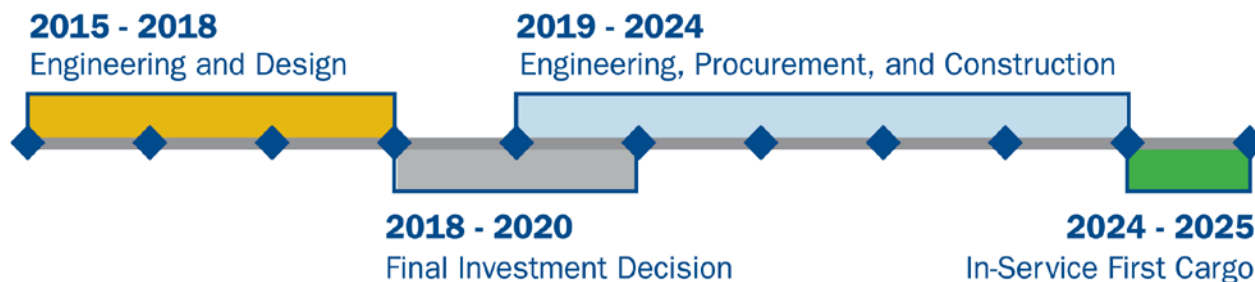 2015 - 2018
Engineering and Design
2019 - 2024
Engineering, Procurement, and Construction
2018 - 2020
Final Investment Decision
2024 - 2025
In-Service First Cargo